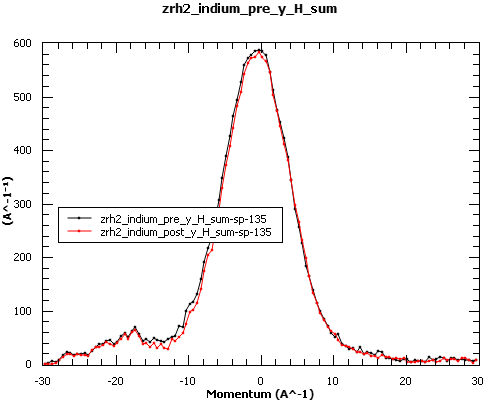 zrh2_indium_pre_y_H_sum
600
500
400
300
200
100
0
(A^-1⁻¹)
zrh2_indium_pre_y_H_sum-sp-135
zrh2_indium_post_y_H_sum-sp-135
-30 -20 -10 0 10 20 30
Momentum (A^-1)